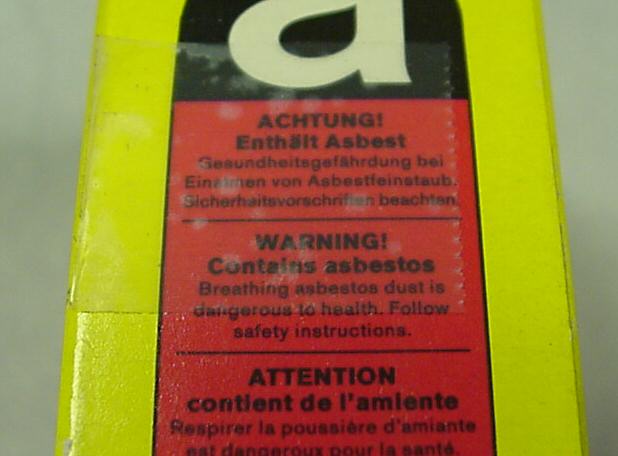 a
ACHTUNG!
Enthält Asbest
Gesundheitsgefährdung bei
Einatmen von Asbestfeinstaub.
Sicherheitsvorschriften beachten.
WARNING!
Contains asbestos
Breathing asbestos dust is
dangerous to health. Follow
safety instructions.
ATTENTION
contient de l'amiante
Respirer la poussière d'amiante
est dangereux pour la santé.